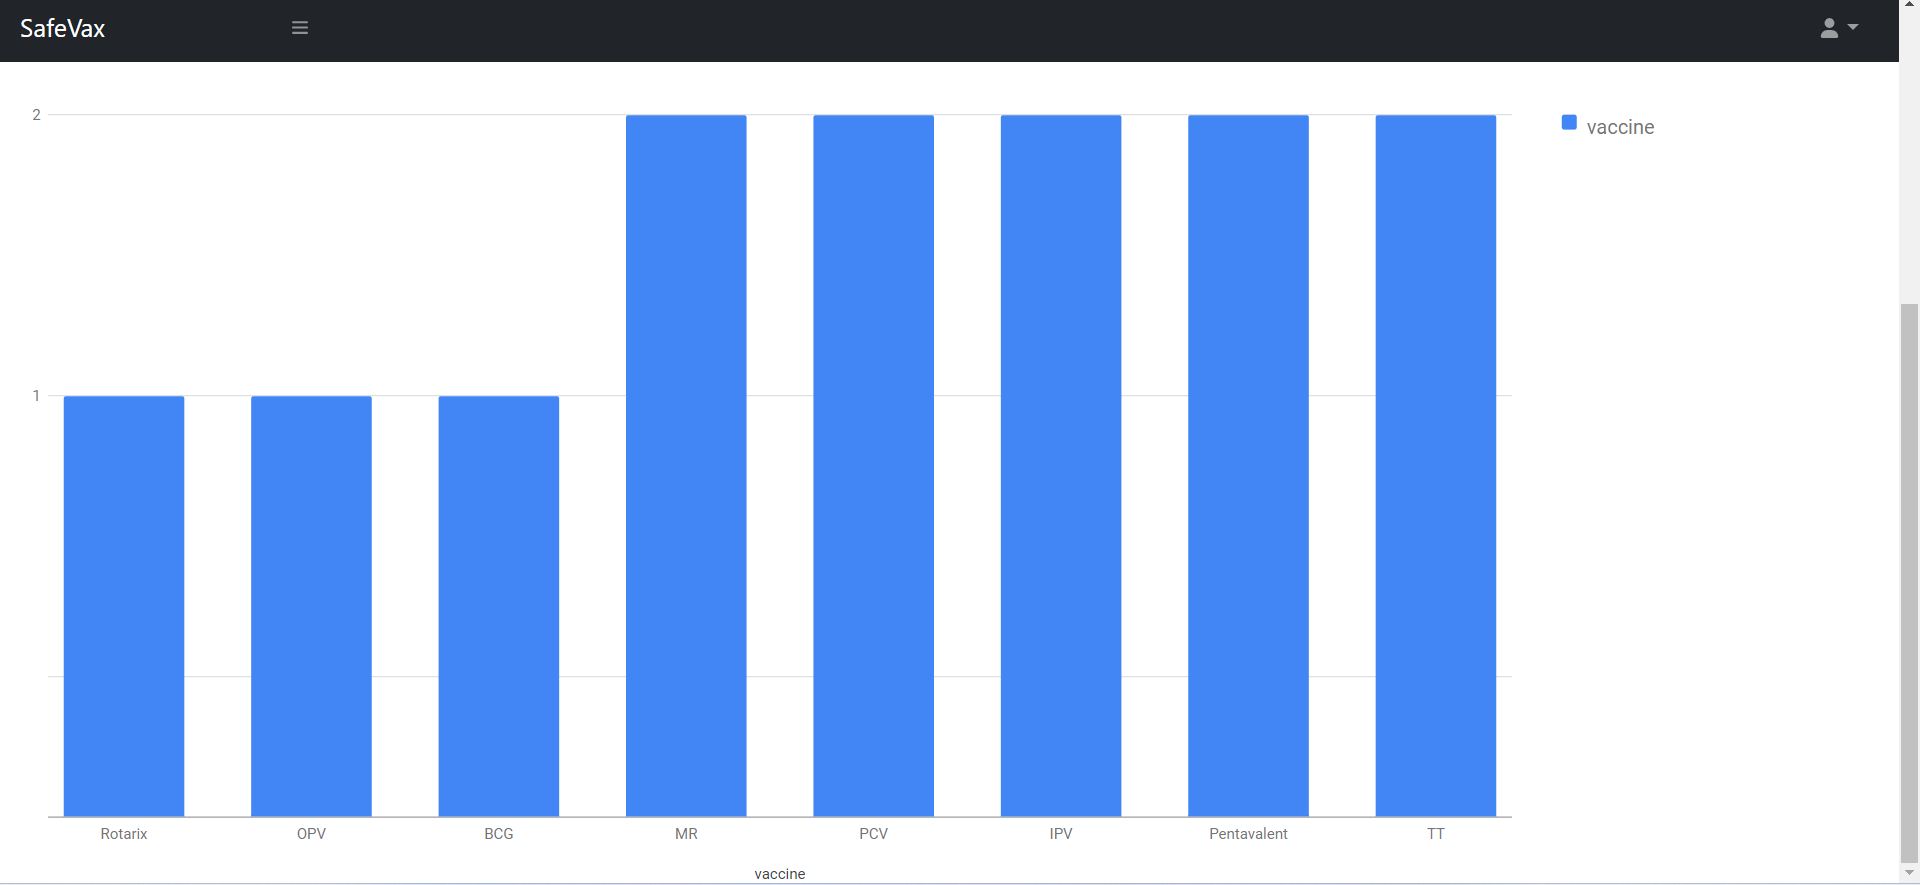 SafeVax
2
vaccine
1
Rotarix OPV BCG MR PCV IPV Pentavalent TT
vaccine